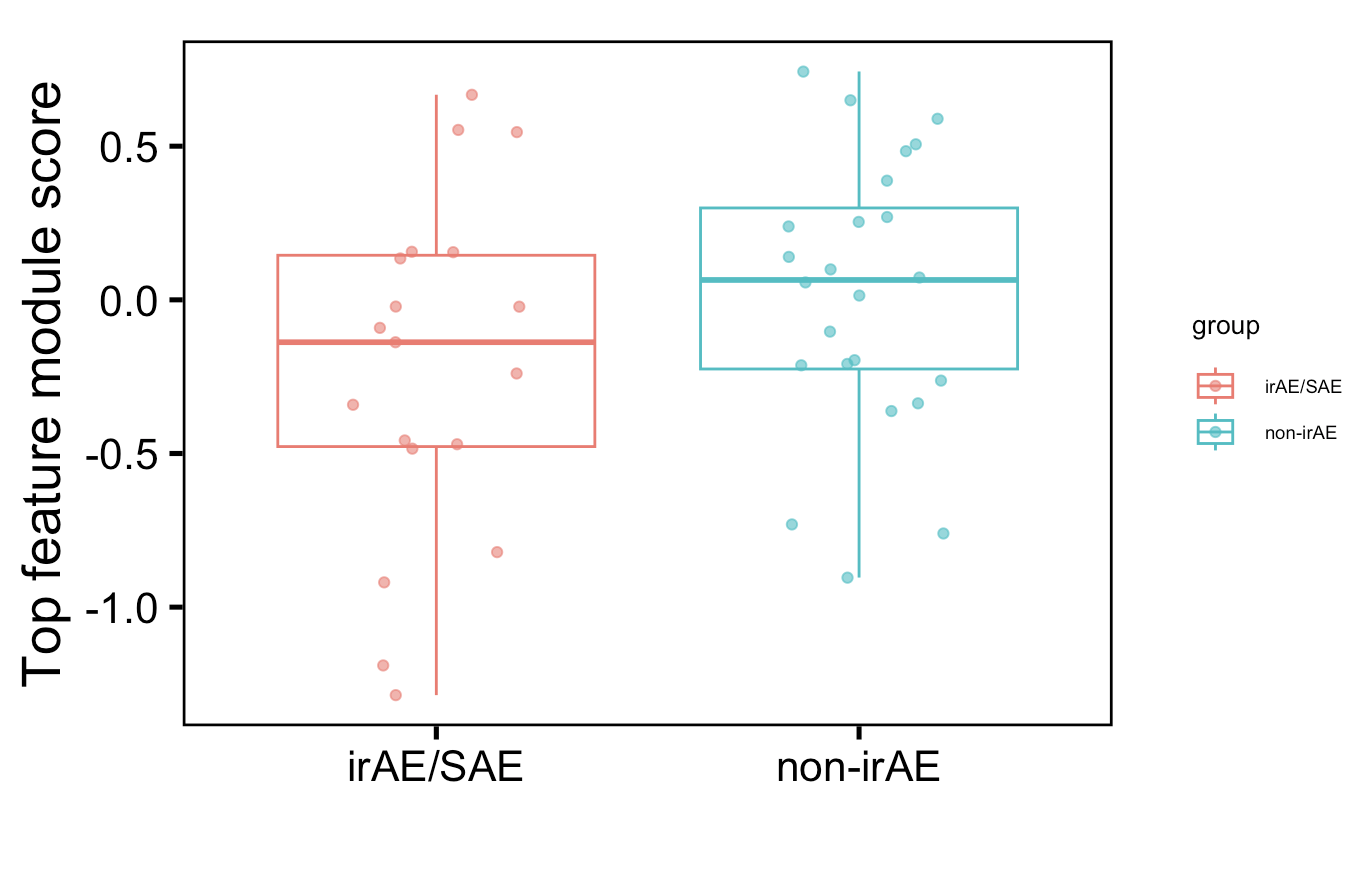 Top feature module score
0.5
0.0
-0.5
-1.0
irAE/SAE
non-irAE
group
irAE/SAE
non-irAE